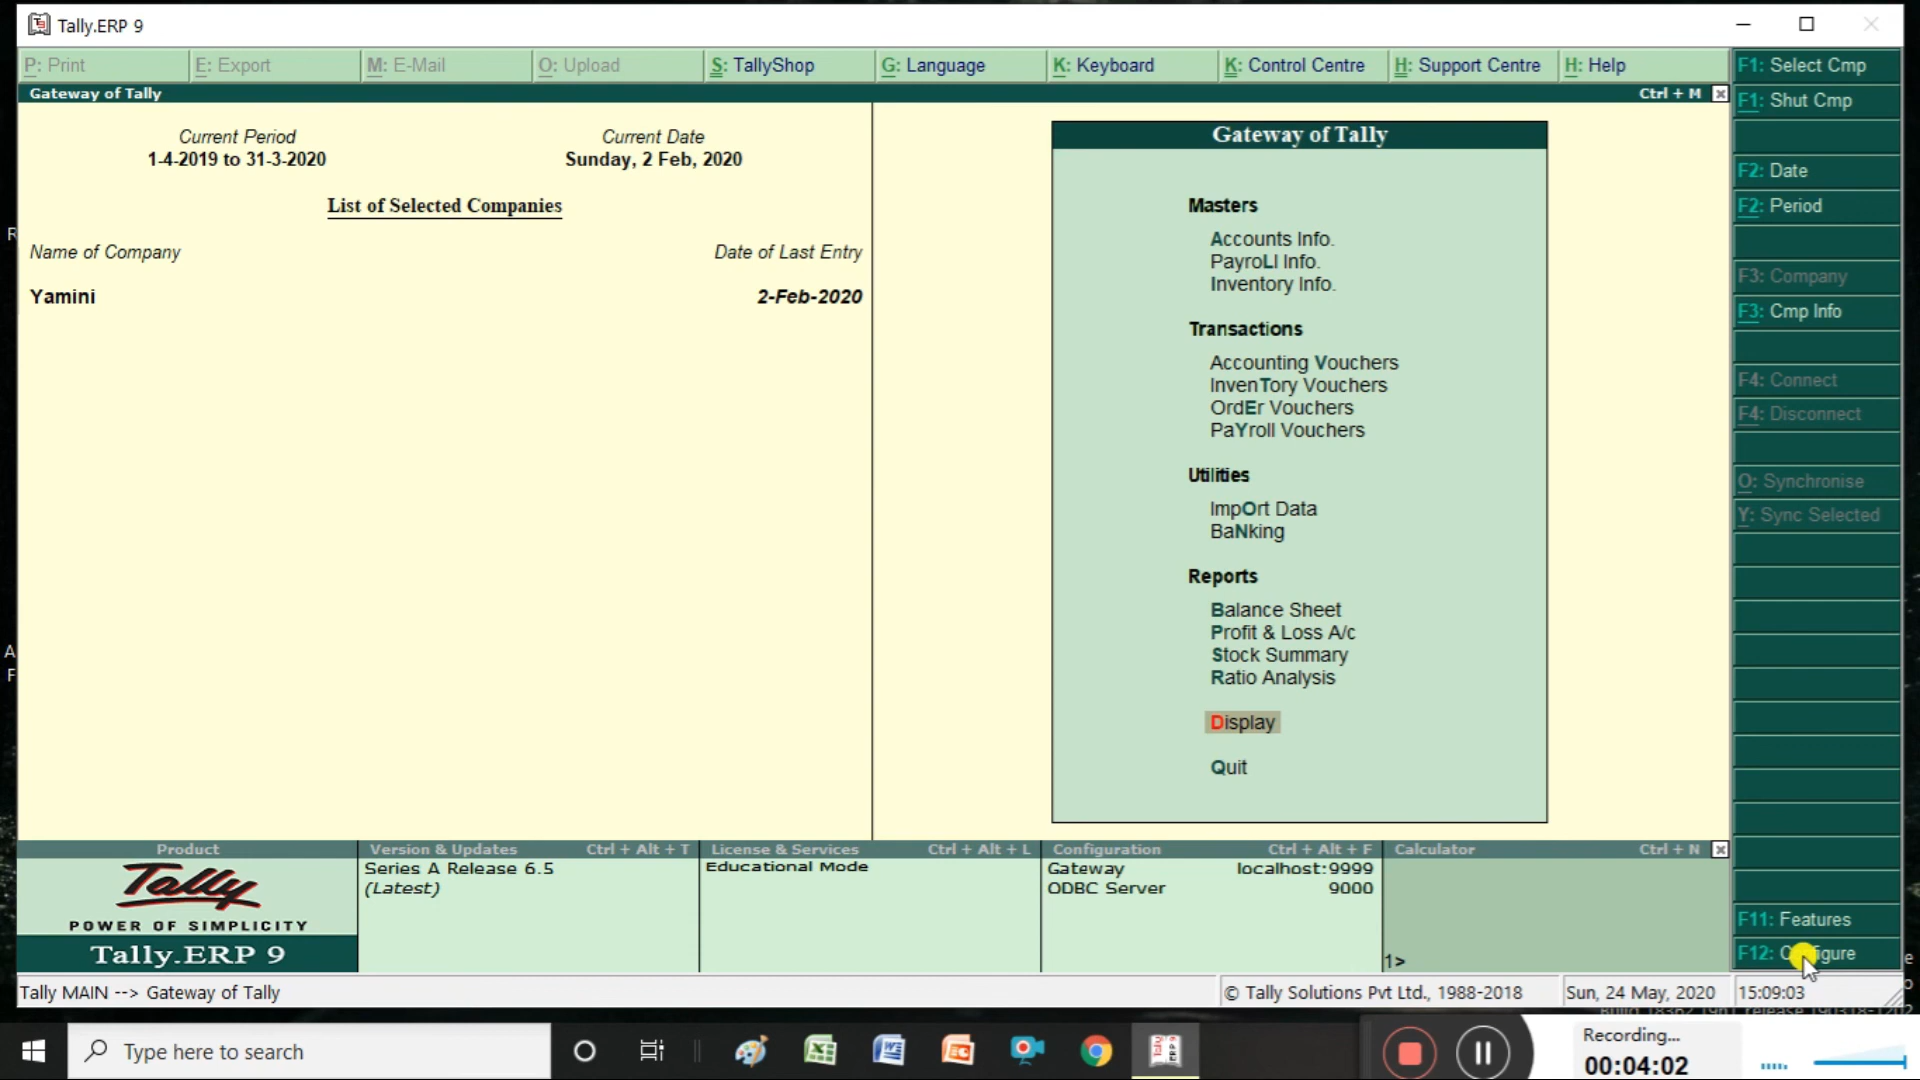 Tally.ERP 9
P: Print
E: Export
M: E-Mail
O: Upload
S: TallyShop
G: Language
K: Keyboard
K: Control Centre
H: Support Centre
H: Help
Gateway of Tally
Ctrl + M
Current Period
1-4-2019 to 31-3-2020
Current Date
Sunday, 2 Feb, 2020
List of Selected Companies
Name of Company
Date of Last Entry
Yamini
2-Feb-2020
Gateway of Tally
Masters
Accounts Info.
PayroLl Info.
Inventory Info.
Transactions
Accounting Vouchers
InvenTory Vouchers
OrdEr Vouchers
PaYroll Vouchers
Utilities
ImpOrt Data
BaNking
Reports
Balance Sheet
Profit & Loss A/c
Stock Summary
Ratio Analysis
Display
Quit
F1: Select Cmp
F1: Shut Cmp
F2: Date
F2: Period
F3: Company
F3: Cmp Info
F4: Connect
F4: Disconnect
O: Synchronise
Y: Sync Selected
F11: Features
F12:
Product
Tally
POWER OF SIMPLICITY
Tally.ERP 9
Version & Updates
Ctrl + Alt + T
Series A Release 6.5
(Latest)
License & Services
Ctrl + Alt + L
Educational Mode
Configuration
Ctrl + Alt + F
Gateway
localhost:9999
ODBC Server
9000
Calculator
Ctrl + N
1>
Tally MAIN --> Gateway of Tally
© Tally Solutions Pvt Ltd., 1988-2018
Sun, 24 May, 2020
15:09:03
Type here to search
Recording...
00:04:02